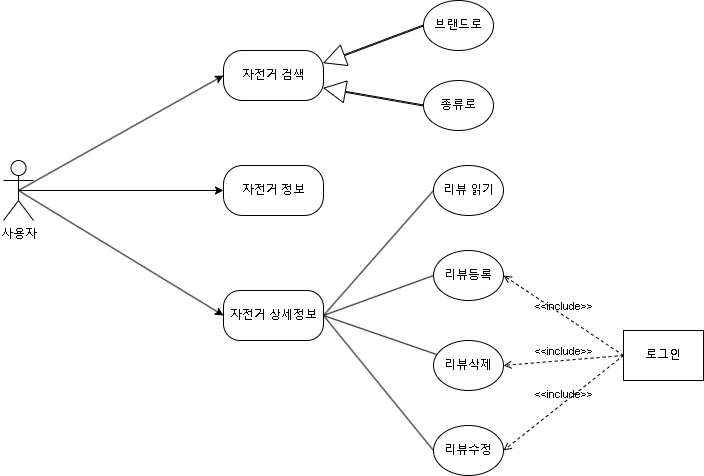 브랜드로
자전거 검색
종류로
자전거 정보
리뷰 읽기
사용자
리뷰등록
<<include>>
자전거 상세정보
<<include>>
로그인
리뷰삭제
<<include>>
리뷰수정